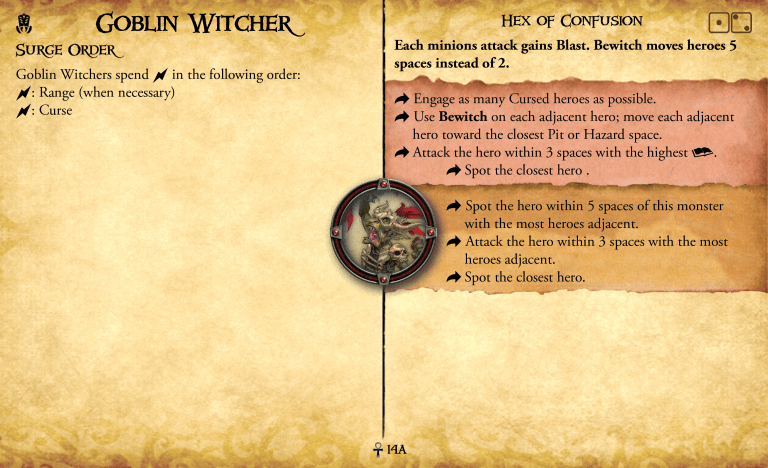 Goblin Witcher
Surge Order
Goblin Witchers spend in the following order:
: Range (when necessary)
: Curse
Hex of Confusion
Each minions attack gains Blast. Bewitch moves heroes 5
spaces instead of 2.
Engage as many Cursed heroes as possible.
Use Bewitch on each adjacent hero; move each adjacent
hero toward the closest Pit or Hazard space.
Attack the hero within 3 spaces with the highest .
Spot the closest hero .
Spot the hero within 5 spaces of this monster
with the most heroes adjacent.
Attack the hero within 3 spaces with the most
heroes adjacent.
Spot the closest hero.
14A